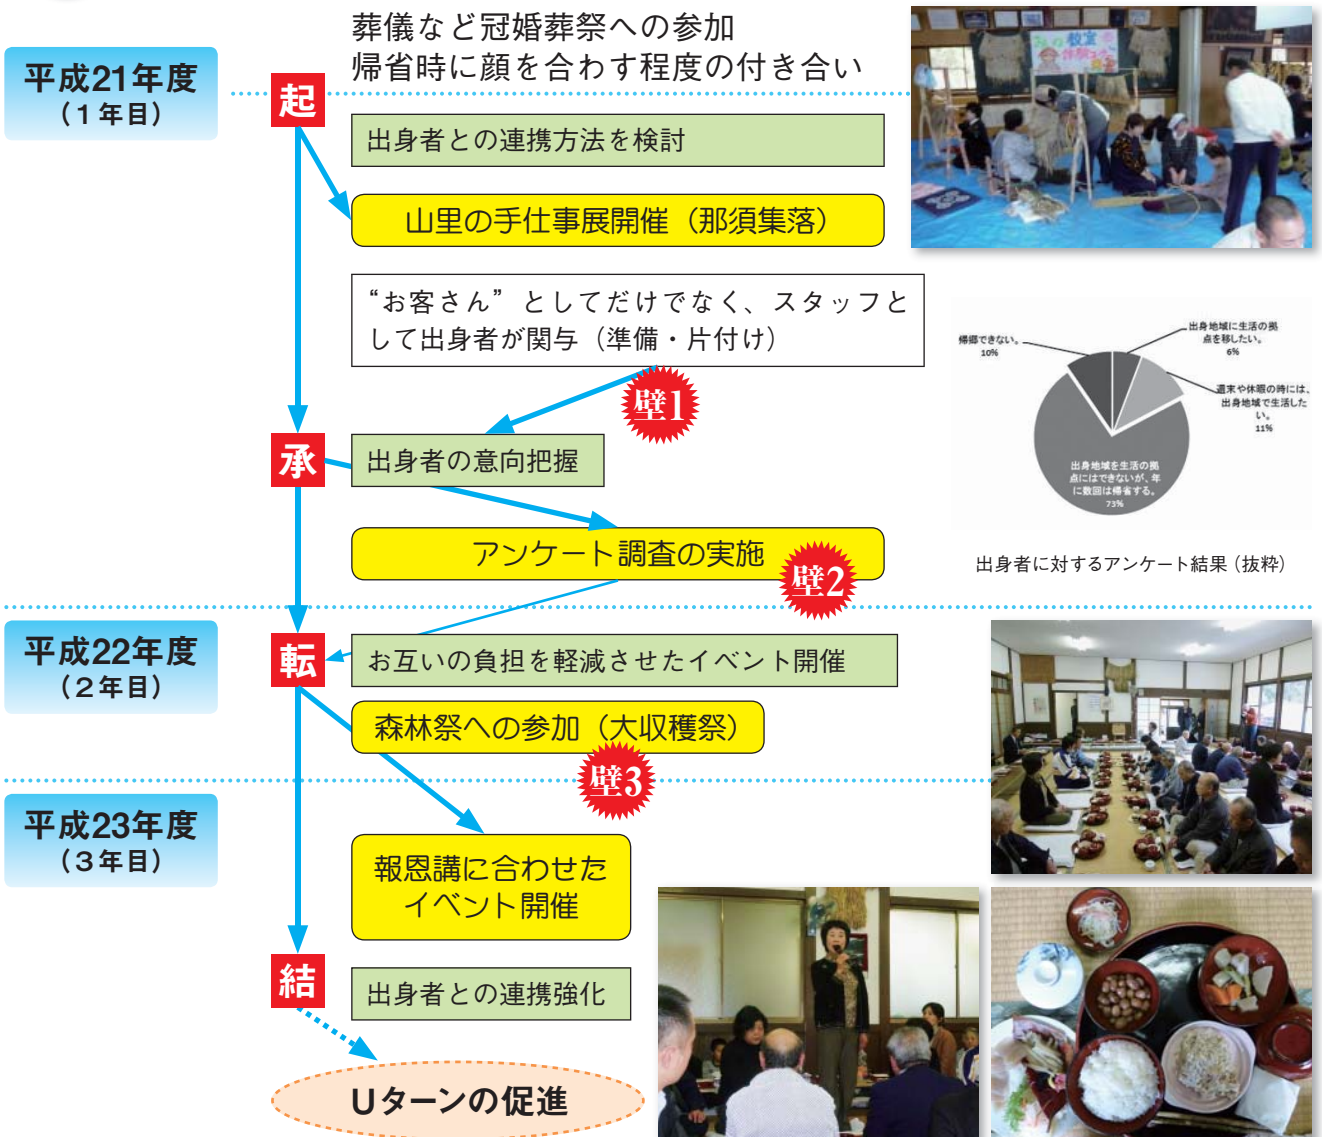 葬儀など冠婚葬祭への参加
帰省時に顔を合わす程度の付き合い
平成21年度
(1年目)
起
出身者との連携方法を検討
山里の手仕事展開催（那須集落）
“お客さん”としてだけでなく、スタッフと
して出身者が関与（準備・片付け）
壁1
承
出身者の意向把握
アンケート調査の実施
壁2
帰郷できない。
10%
出身地域に生活の拠
点を移したい。
6%
週末や休暇の時には、
出身地域で生活した
い。
11%
出身地域を生活の拠
点にはできないが、年
に数回は帰省する。
73%
出身者に対するアンケート結果（抜粋）
平成22年度
（2年目）
転
お互いの負担を軽減させたイベント開催
森林祭への参加（大収穫祭）
壁3
平成23年度
（3年目）
報恩講に合わせた
イベント開催
結
出身者との連携強化
Uターンの促進